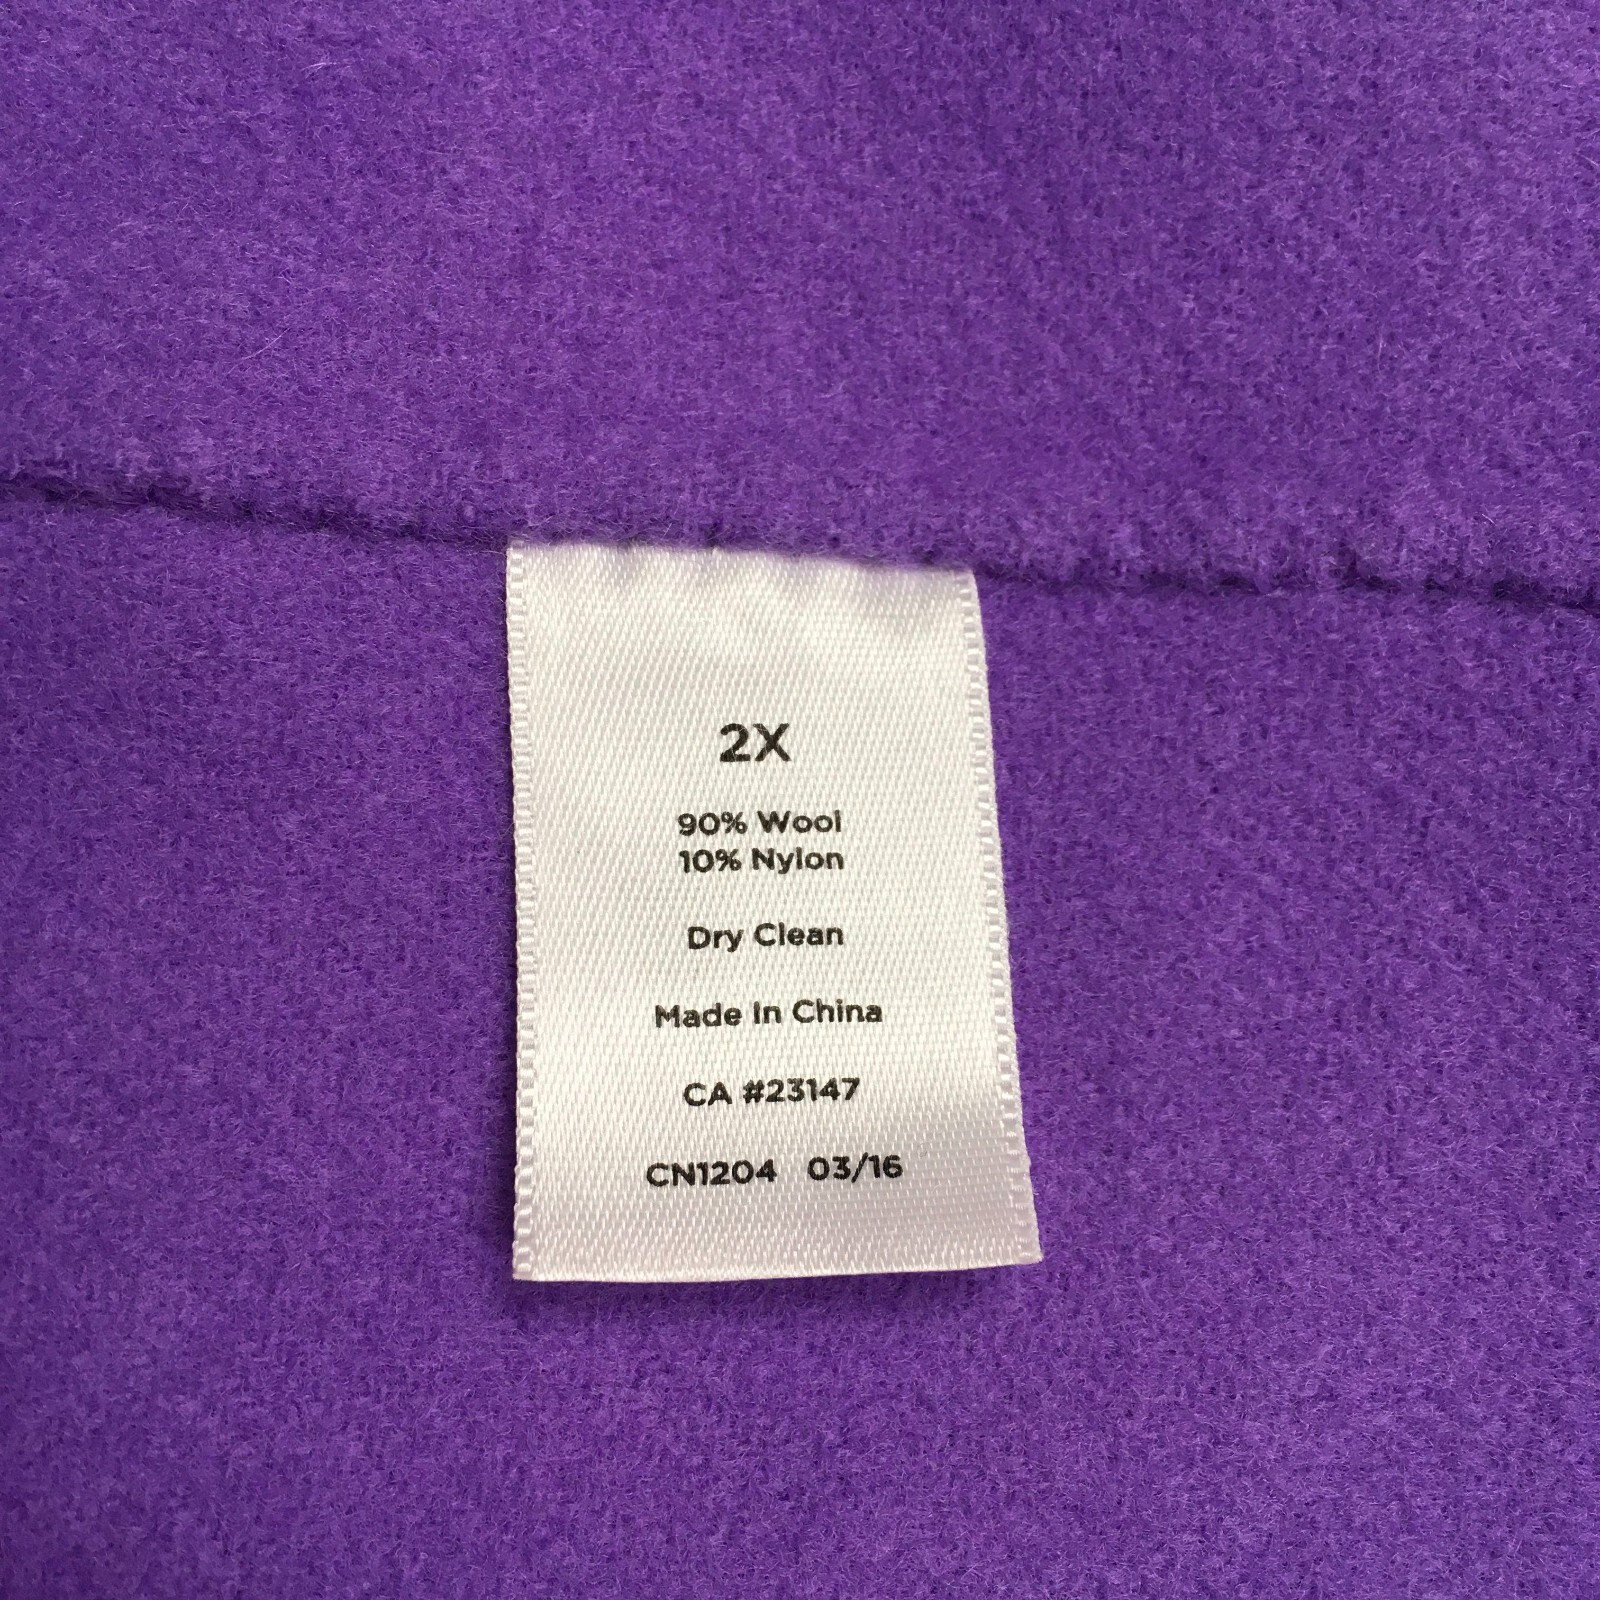 2X
90% Wool
10% Nylon
Dry Clean
Made In China
CA #23147
CN1204 03/16